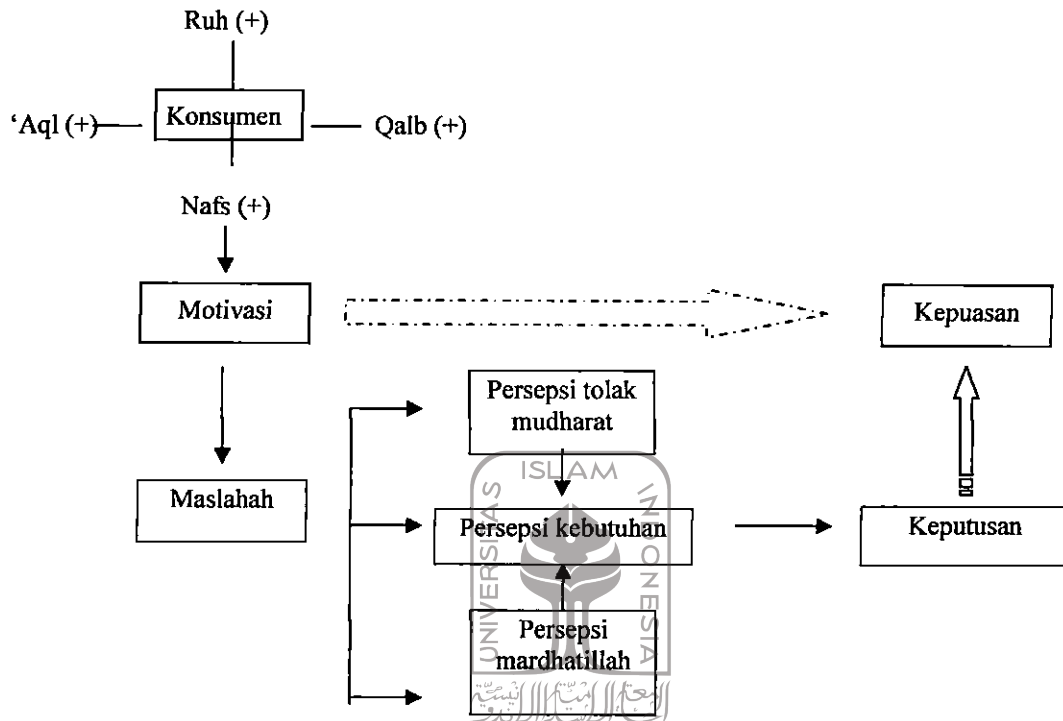 Ruh (+)
‘Aql (+)
Konsumen
Qalb (+)
Nafs (+)
Motivasi
Kepuasan
Persepsi tolak
mudharat
Maslahah
Persepsi kebutuhan
Keputusan
Persepsi
mardhatillah
UNIVERSITAS
ISLAM
INDONESIA